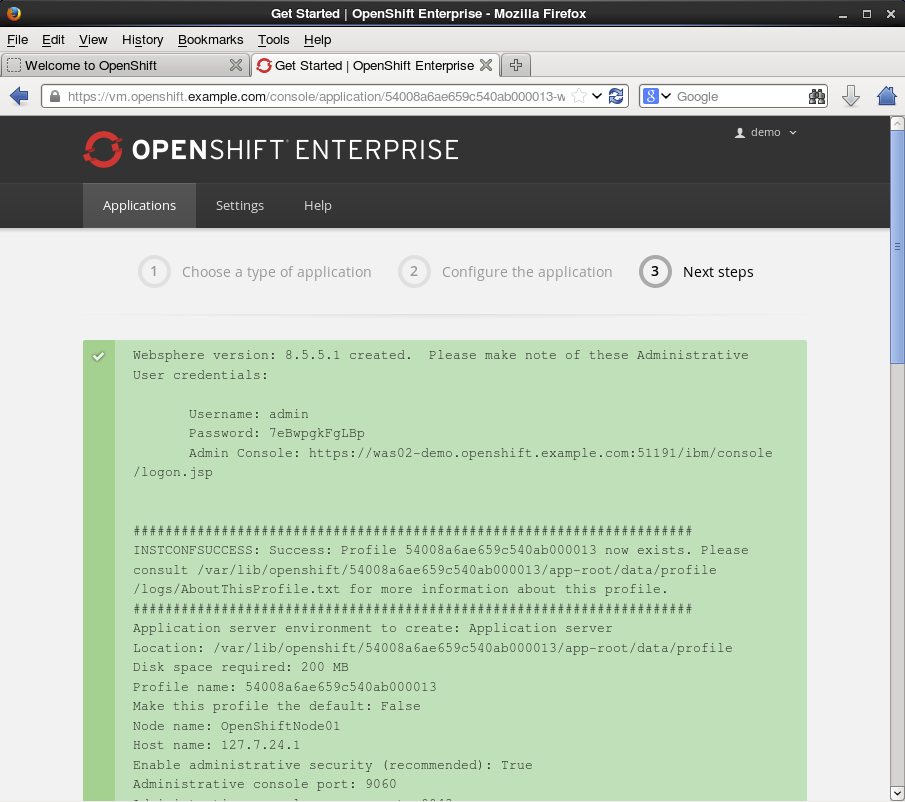 Get Started | OpenShift Enterprise - Mozilla Firefox
File Edit View History Bookmarks Tools Help
Welcome to OpenShift
Get Started | OpenShift Enterprise
https://vm.openshift.example.com/console/application/54008a6ae659c540ab000013-w
Google
demo
OPENSHIFT ENTERPRISE
Applications Settings Help
1 Choose a type of application 2 Configure the application 3 Next steps
Websphere version: 8.5.5.1 created.  Please make note of these Administrative
User credentials:
Username: admin
Password: 7eBwpgkFgLBp
Admin Console: https://was02-demo.openshift.example.com:51191/ibm/console
/logon.jsp
######################################################################
INSTCONFSUCCESS: Success: Profile 54008a6ae659c540ab000013 now exists. Please
consult /var/lib/openshift/54008a6ae659c540ab000013/app-root/data/profile
/logs/AboutThisProfile.txt for more information about this profile.
######################################################################
Application server environment to create: Application server
Location: /var/lib/openshift/54008a6ae659c540ab000013/app-root/data/profile
Disk space required: 200 MB
Profile name: 54008a6ae659c540ab000013
Make this profile the default: False
Node name: OpenShiftNode01
Host name: 127.7.24.1
Enable administrative security (recommended): True
Administrative console port: 9060